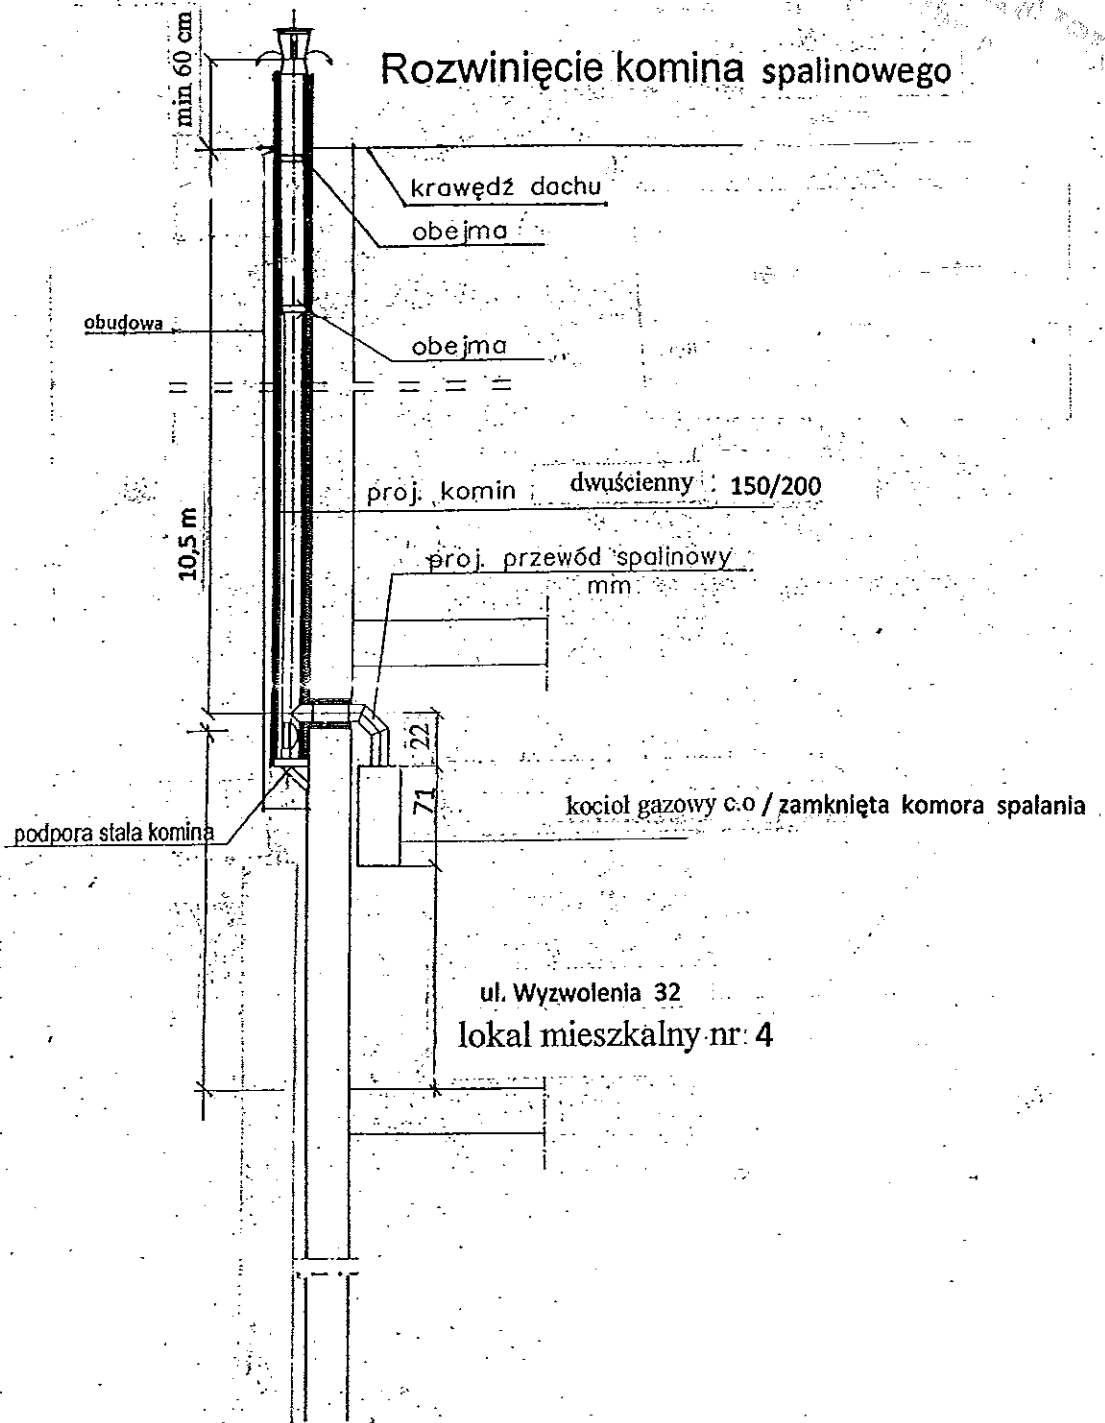 Rozwinięcie komina spalinowego
min 60 cm
krawędź dachu
obejma
obudowa
obejma
proj. komin dwuścienny 150/200
10,5 m
proj. przewód spalinowy
mm
22
71
kocioł gazowy c.o / zamknięta komora spalania
podpora stała komina
ul. Wyzwolenia 32
lokal mieszkalny nr: 4